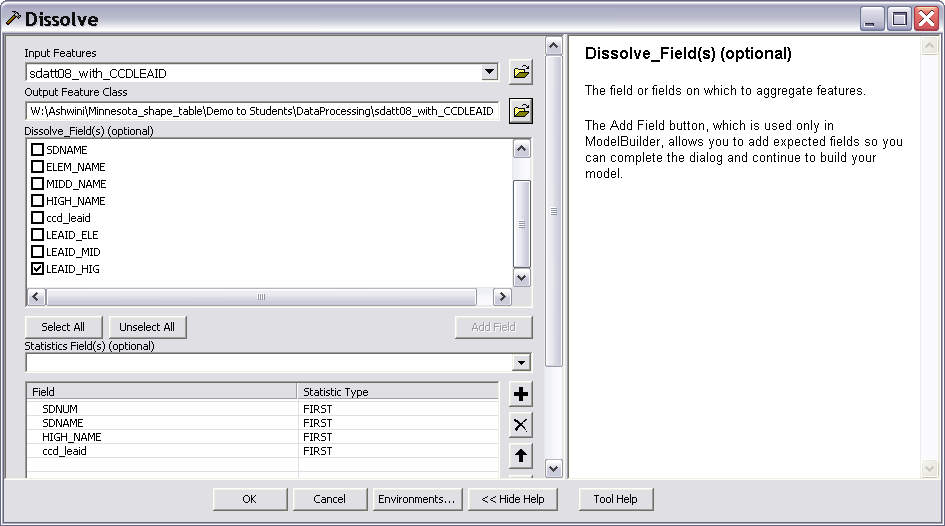 Dissolve
Input Features
sdatt08_with_CCDLEAID
Output Feature Class
W:\Ashwini\Minnesota_shape_table\Demo to Students\DataProcessing\sdatt08_with_CCDLEAID
Dissolve_Field(s) (optional)
SDNAME
ELEM_NAME
MIDD_NAME
HIGH_NAME
ccd_leaid
LEAID_ELE
LEAID_MID
LEAID_HIG
Select All
Unselect All
Add Field
Statistics Field(s) (optional)
Field Statistic Type
SDNUM FIRST
SDNAME FIRST
HIGH_NAME FIRST
ccd_leaid FIRST
OK
Cancel
Environments...
<< Hide Help
Tool Help
Dissolve_Field(s) (optional)
The field or fields on which to aggregate features.
The Add Field button, which is used only in
ModelBuilder, allows you to add expected fields so you
can complete the dialog and continue to build your
model.